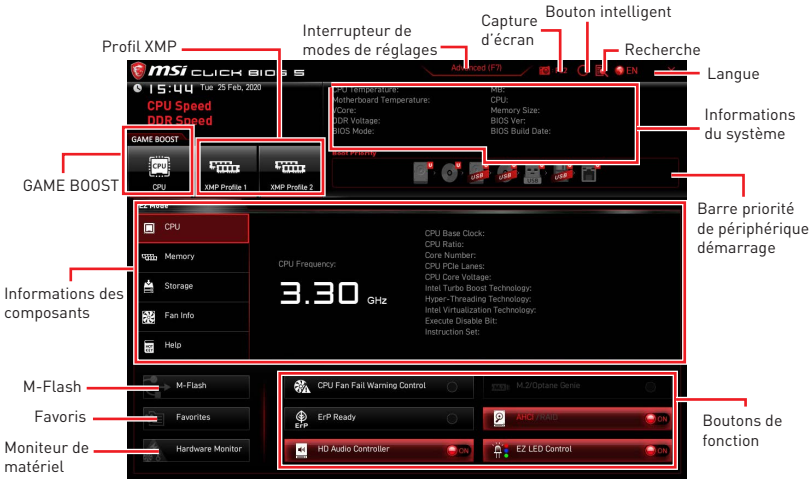 Bouton intelligent
Interrupteur de
modes de réglages
Capture
d'écran
Profil XMP
Recherche
Langue
msi CLICK BIOS 5
Advanced (F7)
F12
EN
X
15:44 Tue 25 Feb, 2020
CPU Speed
DDR Speed
CPU Temperature:
Motherboard Temperature:
VCore:
DDR Voltage:
BIOS Mode:
MB:
CPU:
Memory Size:
BIOS Ver:
BIOS Build Date:
Informations
du système
GAME BOOST
CPU
XMP Profile 1
XMP Profile 2
Boot Priority
U
U
U
U
U
U
U
USB
USB
USB
USB
GAME BOOST
CPU
Barre priorité
de périphérique
démarrage
EZ Mode
CPU
Memory
Storage
Fan Info
Help
CPU Frequency:
3.30 GHz
CPU Base Clock:
CPU Ratio:
Core Number:
CPU PCIe Lanes:
CPU Core Voltage:
Intel Turbo Boost Technology:
Hyper-Threading Technology:
Intel Virtualization Technology:
Execute Disable Bit:
Instruction Set:
Informations des
composants
M-Flash
M-Flash
Favoris
Favorites
Moniteur de
matériel
Hardware Monitor
CPU Fan Fail Warning Control
M.2/Optane Genie
ErP
ErP Ready
AHCI /RAID
ON
HD Audio Controller
ON
EZ LED Control
ON
Boutons de
fonction